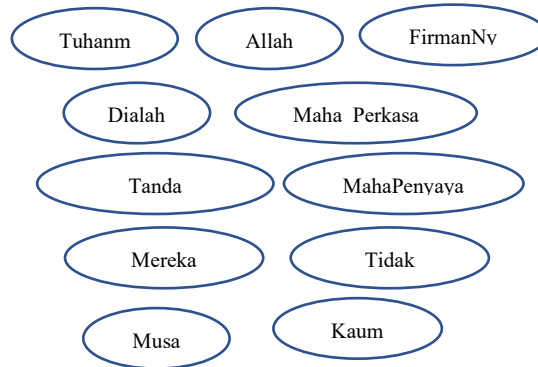 Tuhanm Allah FirmanNy
Dialah Maha Perkasa
Tanda MahaPenyaya
Mereka Tidak
Musa Kaum